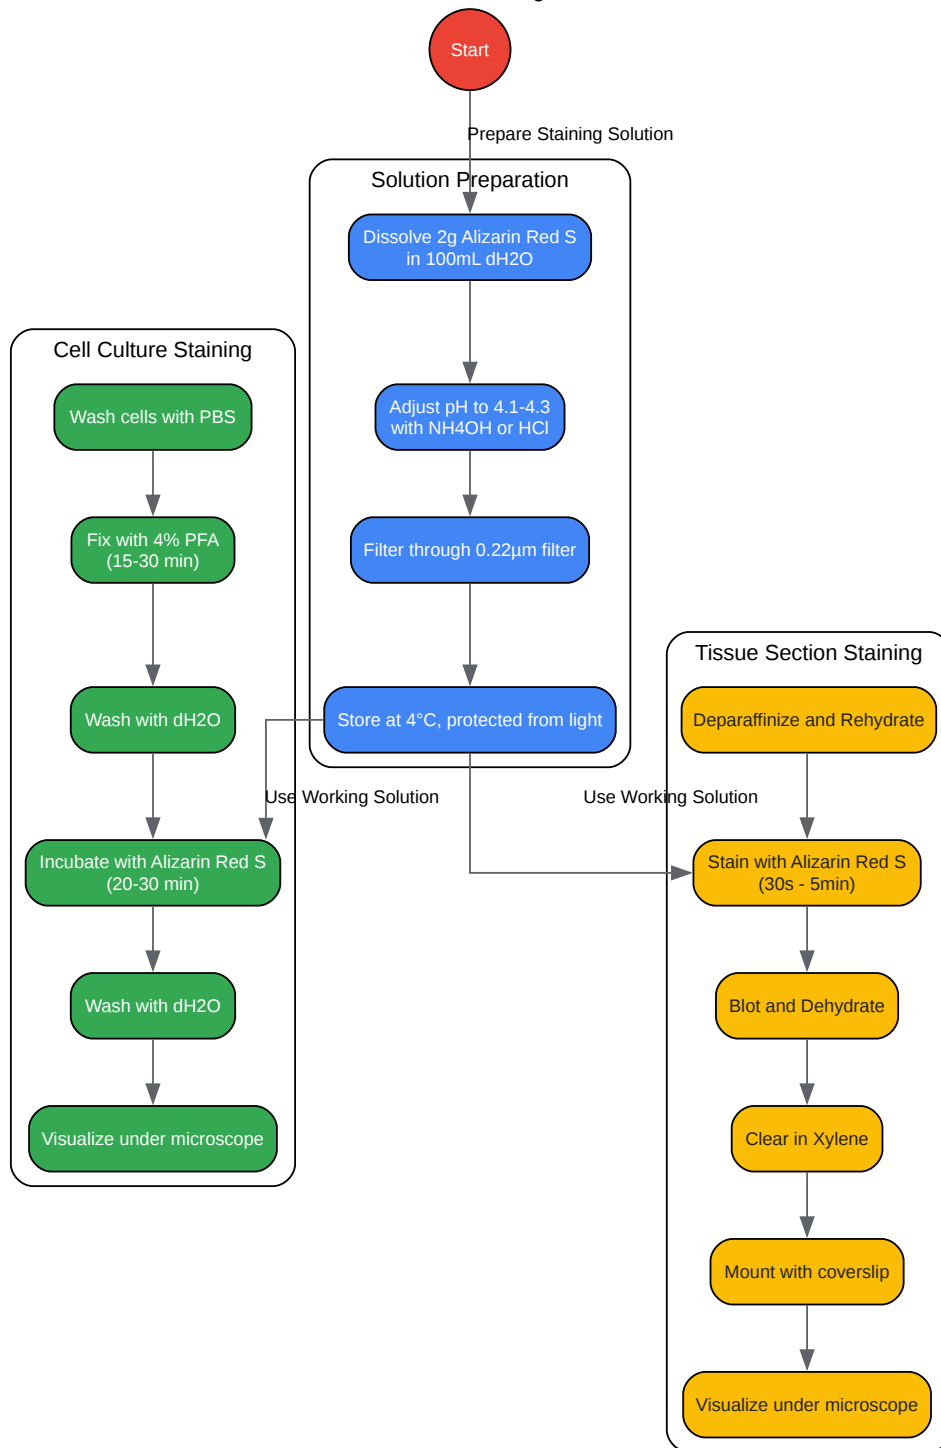 Start
Prepare Staining Solution
Solution Preparation
Dissolve 2g Alizarin Red S
in 100mL dH2O
Adjust pH to 4.1-4.3
with NH4OH or HCl
Filter through 0.22µm filter
Store at 4°C, protected from light
Cell Culture Staining
Wash cells with PBS
Fix with 4% PFA
(15-30 min)
Wash with dH2O
Use Working Solution
Incubate with Alizarin Red S
(20-30 min)
Wash with dH2O
Visualize under microscope
Tissue Section Staining
Deparaffinize and Rehydrate
Use Working Solution
Stain with Alizarin Red S
(30s - 5min)
Blot and Dehydrate
Clear in Xylene
Mount with coverslip
Visualize under microscope